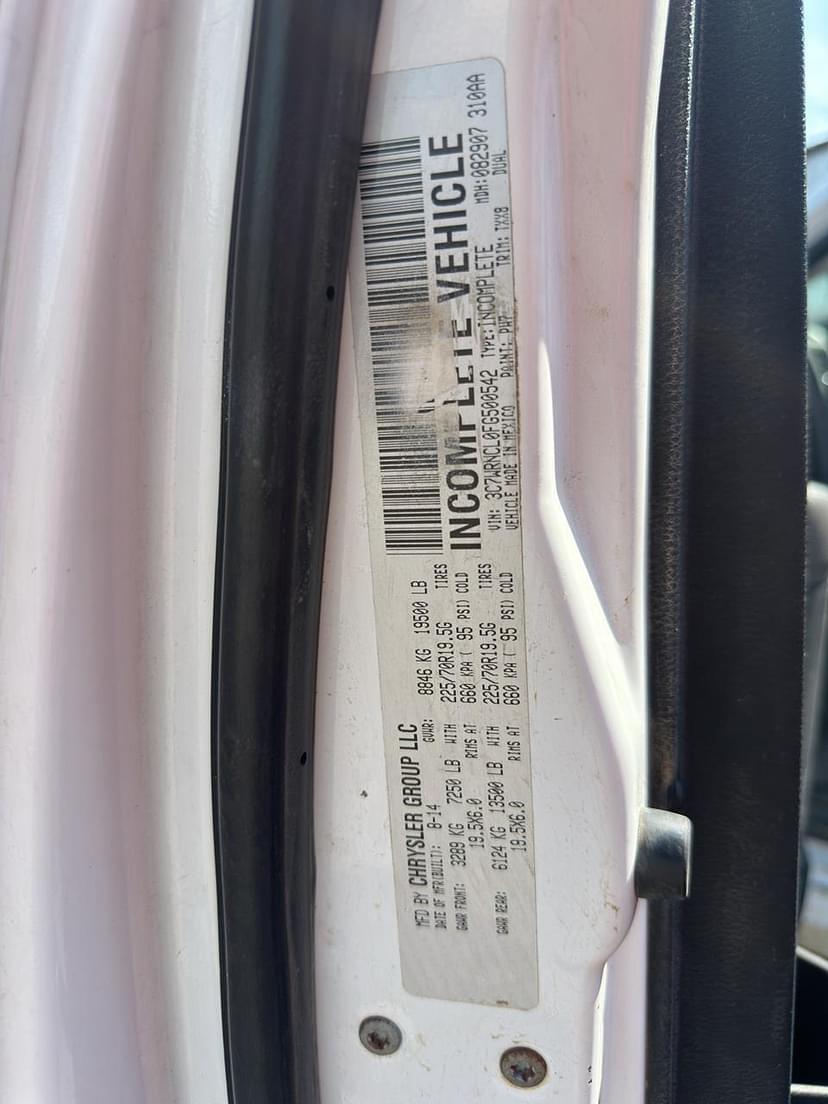 MFD BY CHRYSLER GROUP LLC
DATE OF MFR(BUILT): 8-14 GVWR: 8846 KG 19500 LB
GAWR FRONT: 3289 KG 7250 LB WITH 225/70R19.5G TIRES
19.5X6.0 RIMS AT 660 KPA ( 95 PSI) COLD
GAWR REAR: 6124 KG 13500 LB WITH 225/70R19.5G TIRES
19.5X6.0 RIMS AT 660 KPA ( 95 PSI) COLD
INCOMPLETE VEHICLE
MDH:082907 310AA
VIN: 3C7WRNCL0FG500542 TYPE:INCOMPLETE DUAL
VEHICLE MADE IN MEXICO PAINT: PW7 TRIM: TXX8